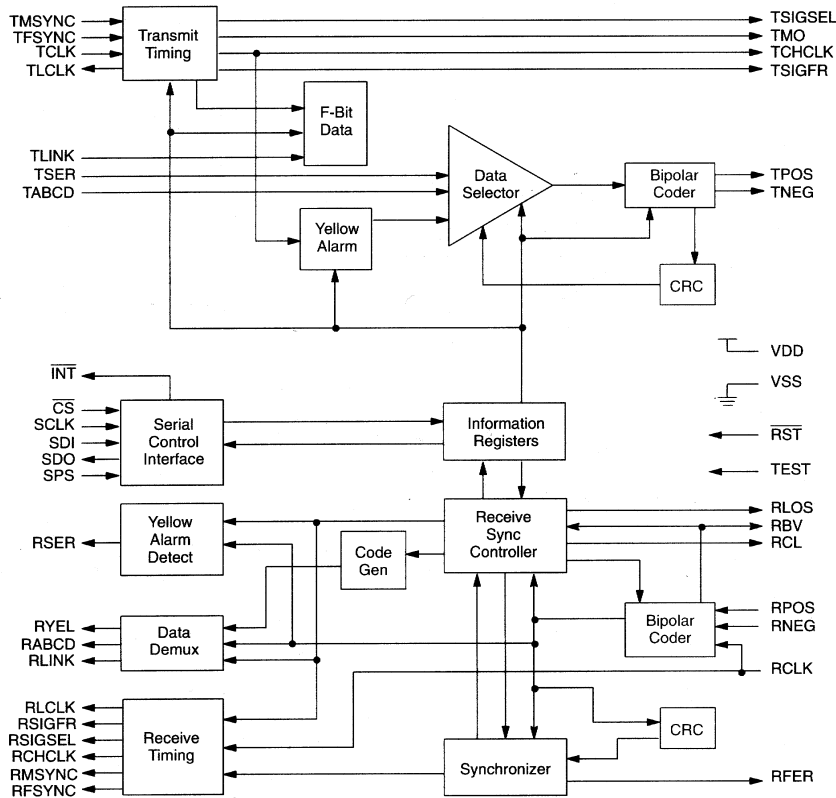 TMSYNC
TFSYNC
TCLK
TLCLK
Transmit
Timing
TSIGSEL
TMO
TCHCLK
TSIGFR
F-Bit
Data
TLINK
TSER
TABCD
Data
Selector
Bipolar
Coder
TPOS
TNEG
Yellow
Alarm
CRC
VDD
VSS
RST
TEST
INT
CS
SCLK
SDI
SDO
SPS
Serial
Control
Interface
Information
Registers
Yellow
Alarm
Detect
RSER
Code
Gen
Receive
Sync
Controller
RLOS
RBV
RCL
RYEL
RABCD
RLINK
Data
Demux
Bipolar
Coder
RPOS
RNEG
RCLK
RLCLK
RSIGFR
RSIGSEL
RCHCLK
RMSYNC
RFSYNC
Receive
Timing
Synchronizer
CRC
RFER